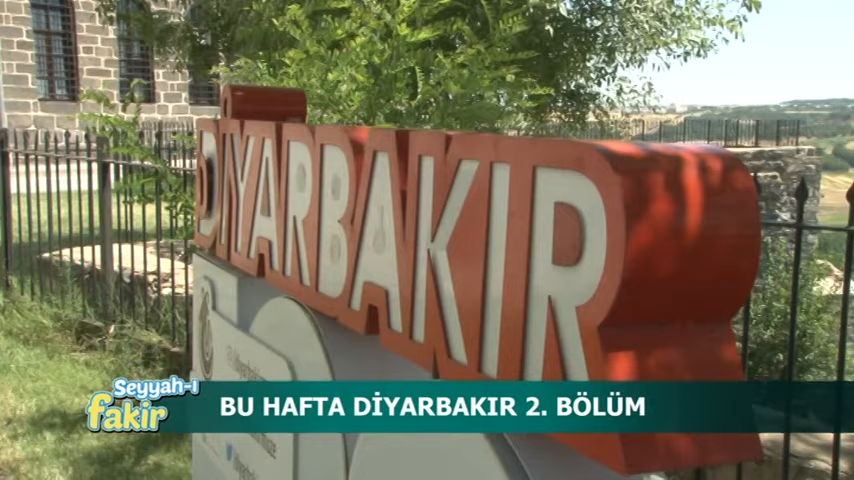 DİYARBAKIR
Seyyah-ı
fakir
BU HAFTA DİYARBAKIR 2. BÖLÜM